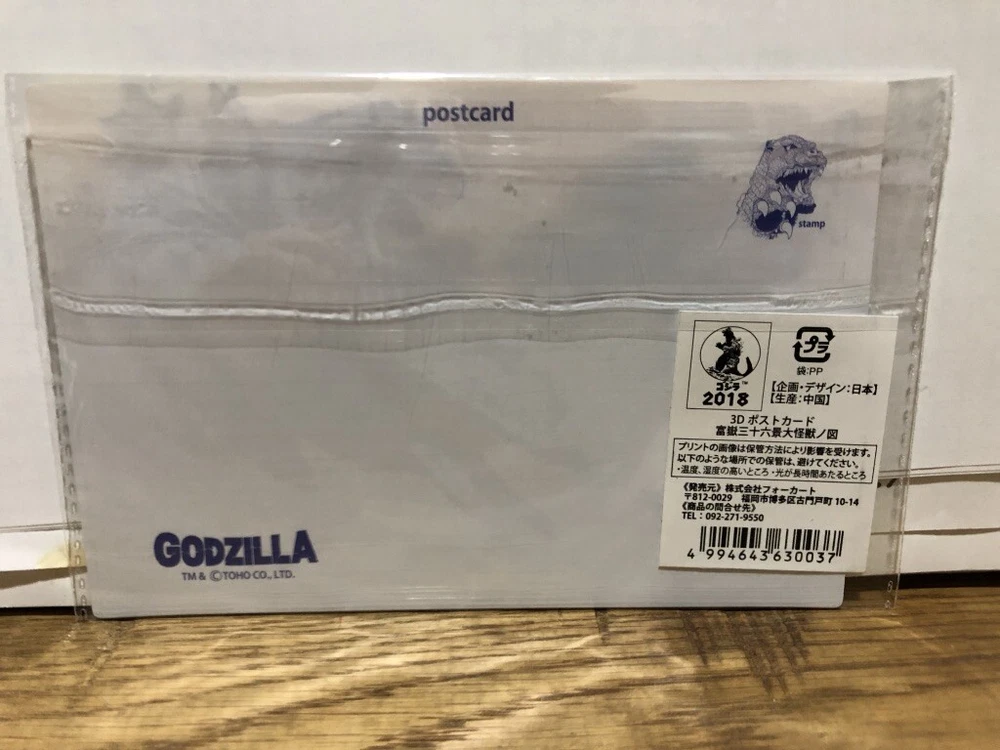 postcard
stamp
ゴジラ™
2018
プラ
袋:PP
【企画・デザイン:日本】
【生産:中国】
3D ポストカード
富嶽三十六景大怪獣ノ図
プリントの画像は保管方法により影響を受けます。
以下のような場所での保管は、避けてください。
・温度、湿度の高いところ ・光が長時間あたるところ
《発売元》株式会社フォーカート
〒812-0029 福岡市博多区古門戸町 10-14
《商品の問合せ先》
TEL:092-271-9550
4 994643 630037
GODZILLA
TM & ©TOHO CO., LTD.